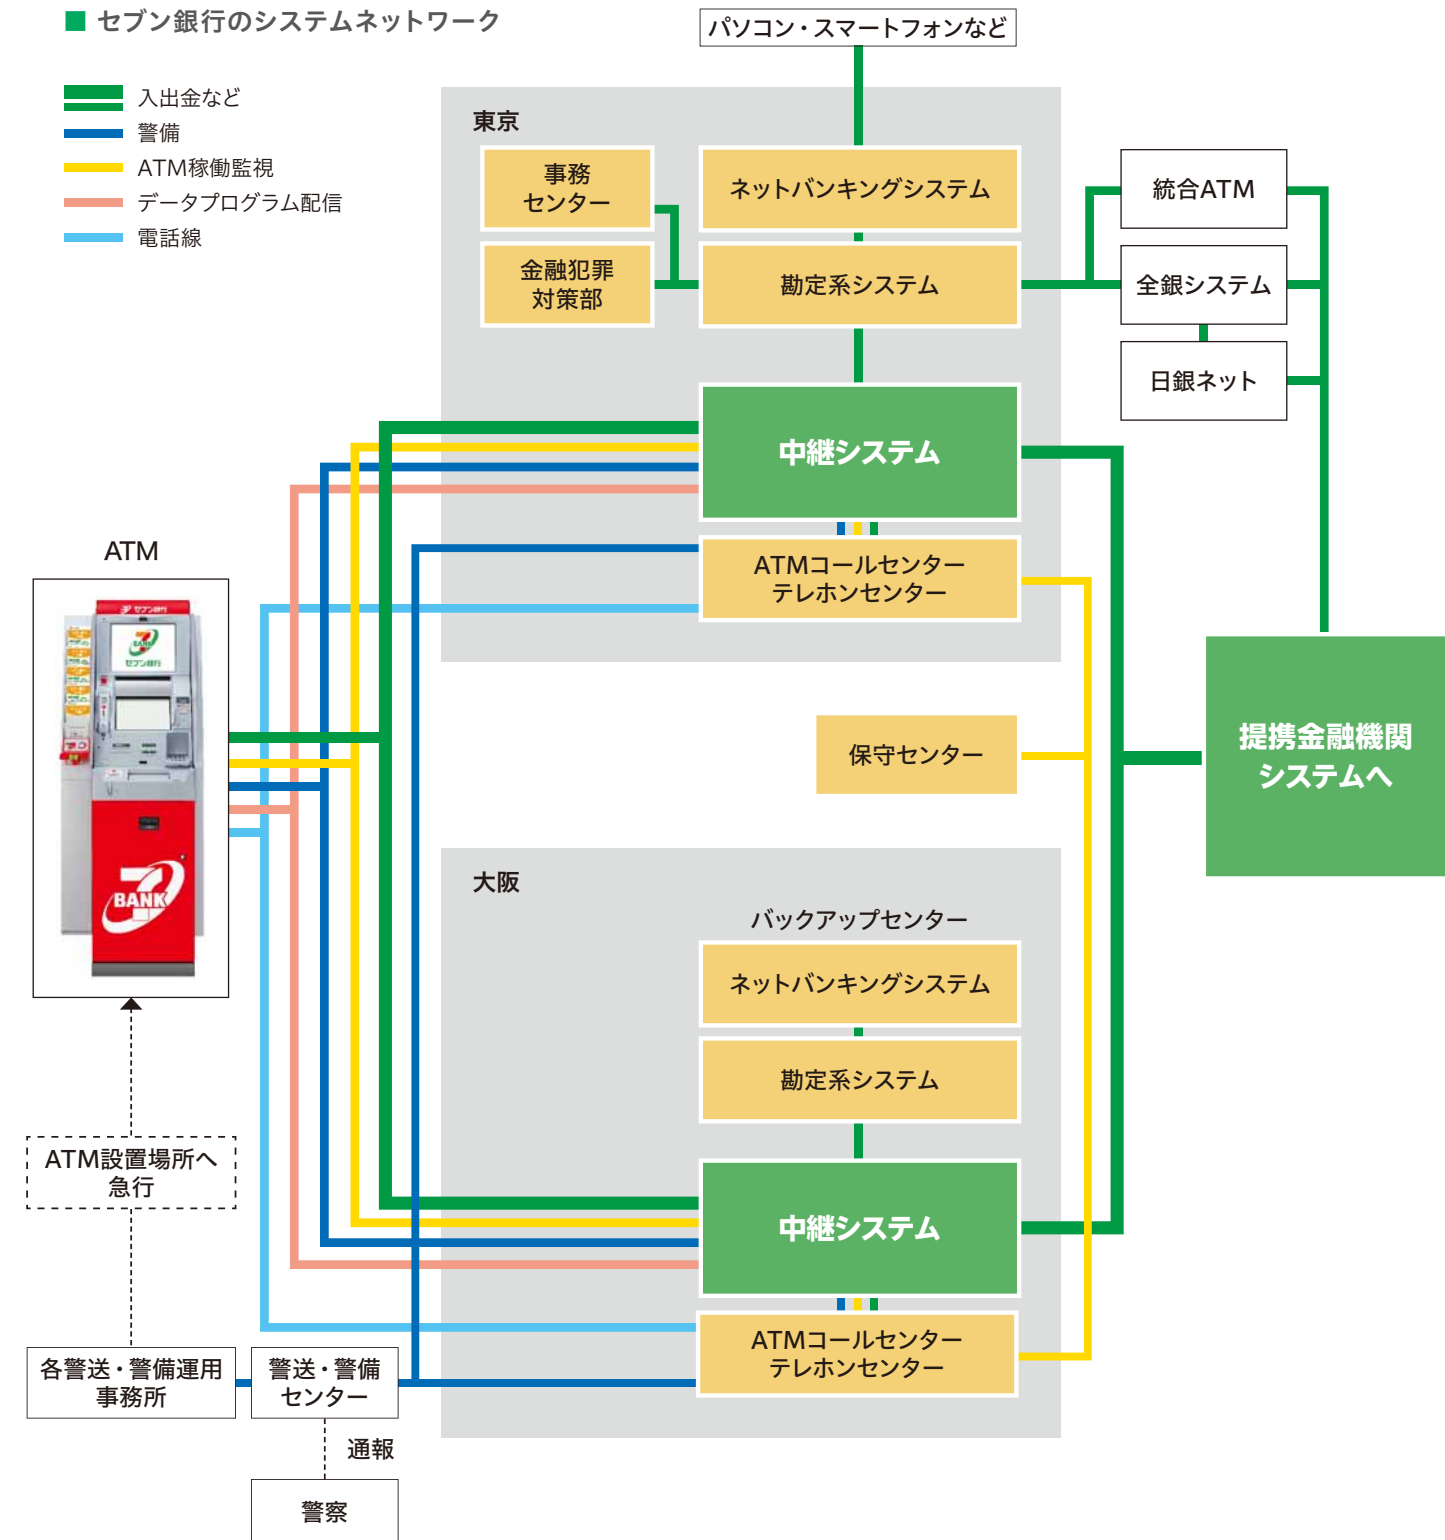 セブン銀行のシステムネットワーク
入出金など
警備
ATM稼働監視
データプログラム配信
電話線
パソコン・スマートフォンなど
東京
事務
センター
金融犯罪
対策部
ネットバンキングシステム
勘定系システム
統合ATM
全銀システム
日銀ネット
中継システム
ATMコールセンター
テレホンセンター
ATM
セブン銀行
BANK
セブン銀行
BANK
保守センター
提携金融機関
システムへ
大阪
バックアップセンター
ネットバンキングシステム
勘定系システム
中継システム
ATMコールセンター
テレホンセンター
ATM設置場所へ
急行
各警送・警備運用
事務所
警送・警備
センター
通報
警察